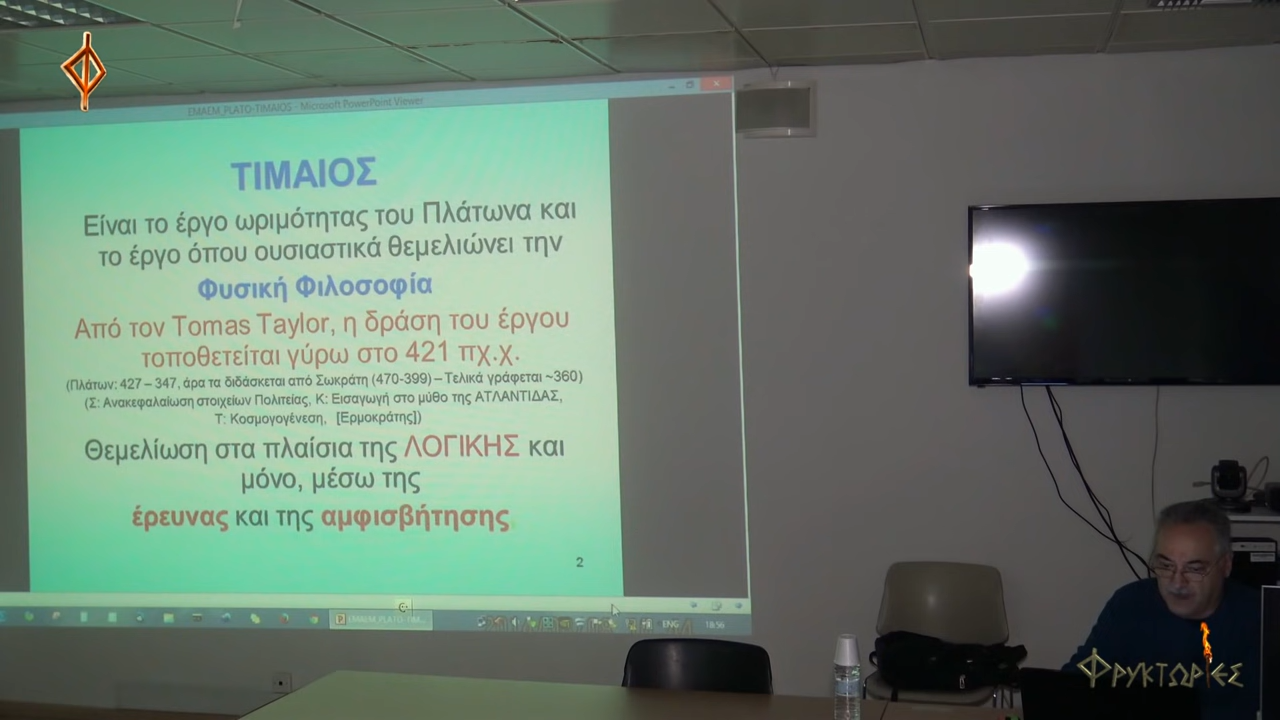 EMAEM_PLATO-TIMAIOS - Microsoft PowerPoint Viewer
ΤΙΜΑΙΟΣ
Είναι το έργο ωριμότητας του Πλάτωνα και
το έργο όπου ουσιαστικά θεμελιώνει την
Φυσική Φιλοσοφία
Από τον Tomas Taylor, η δράση του έργου
τοποθετείται γύρω στο 421 πχ.χ.
(Πλάτων: 427 – 347, άρα τα διδάσκεται από Σωκράτη (470-399) – Τελικά γράφεται ~360)
(Σ: Ανακεφαλαίωση στοιχείων Πολιτείας, Κ: Εισαγωγή στο μύθο της ΑΤΛΑΝΤΙΔΑΣ,
Τ: Κοσμογογένεση, [Ερμοκράτης])
Θεμελίωση στα πλαίσια της ΛΟΓΙΚΗΣ και
μόνο, μέσω της
έρευνας και της αμφισβήτησης.
2
EMAEM_PLATO-TIM...
ENG
18:56
ΦΡΥΚΤΩΡΙΕΣ